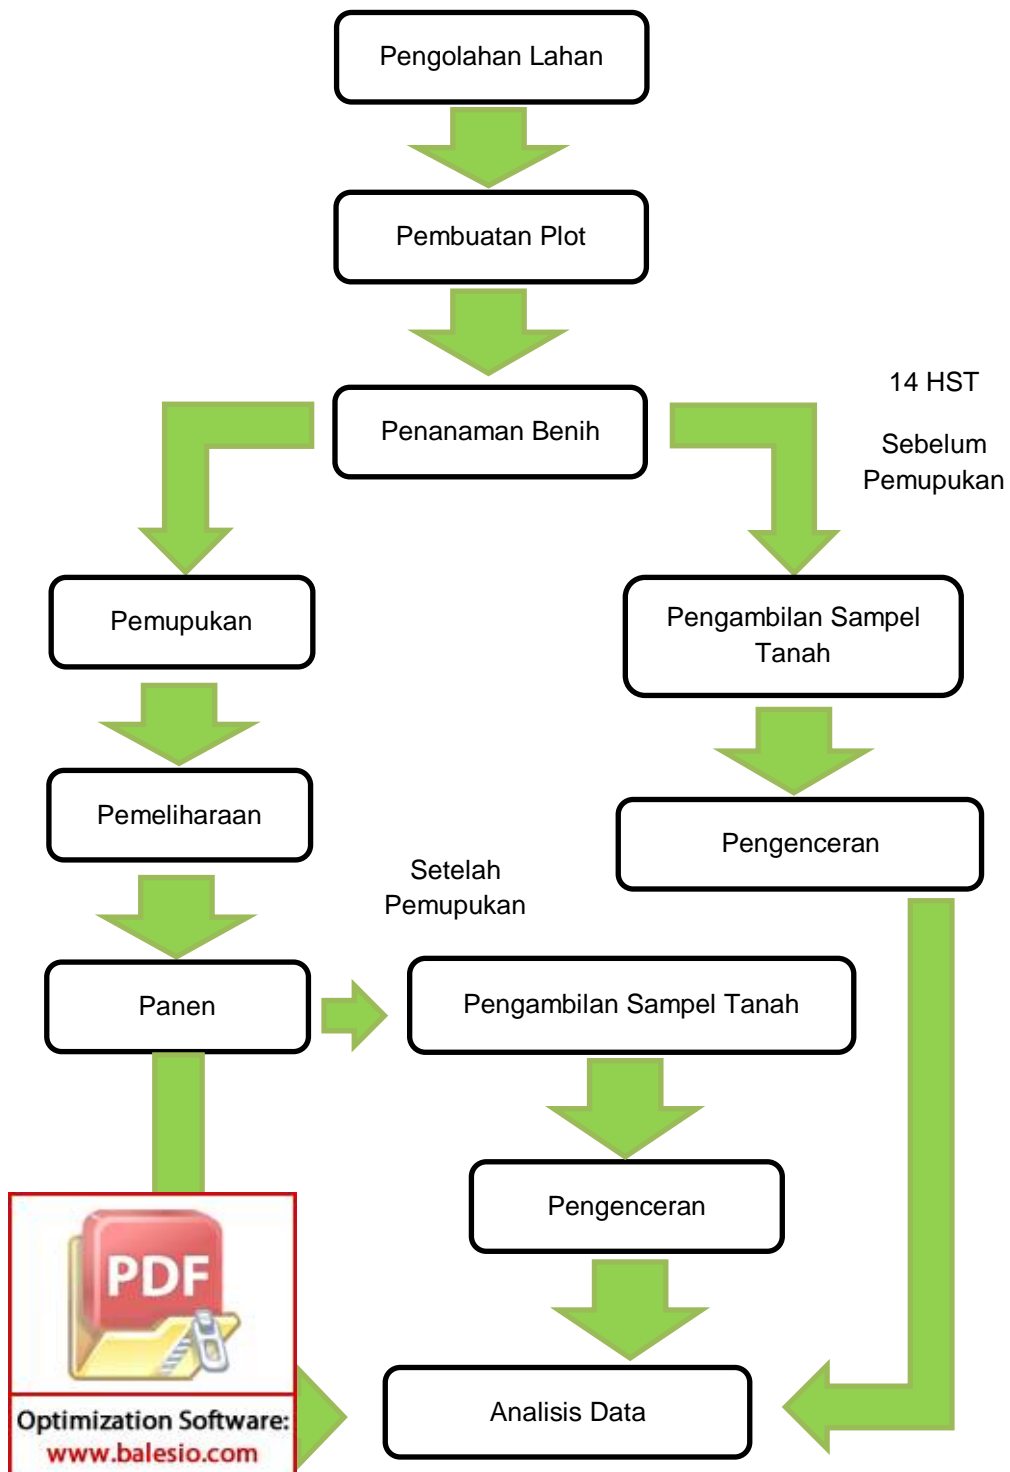 Pengolahan Lahan
Pembuatan Plot
14 HST
Penanaman Benih
Sebelum
Pemupukan
Pemupukan
Pengambilan Sampel
Tanah
Pemeliharaan
Pengenceran
Setelah
Pemupukan
Panen
Pengambilan Sampel Tanah
Pengenceran
PDF
Analisis Data
Optimization Software:
www.balesio.com